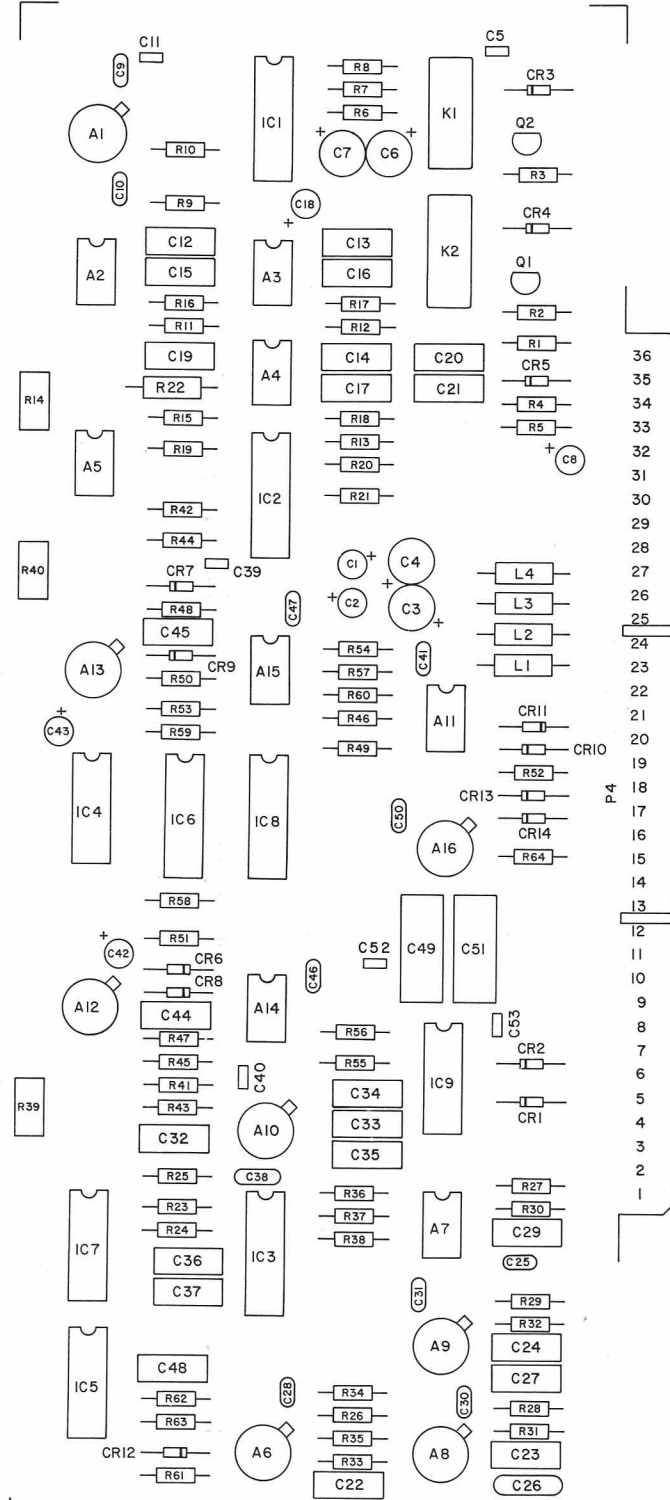 C11
C5
C9
R8
CR3
R7
A1
IC1
R6
K1
Q2
C7
C6
R10
R3
C10
R9
C18
CR4
C12
C13
K2
Q1
A2
C15
A3
C16
R16
R17
R2
R11
R12
R1
C19
C14
C20
CR5
36
R14
R22
A4
C17
C21
35
R4
34
R15
R18
R5
33
A5
R19
R13
C8
32
R20
31
IC2
R21
30
R42
29
R44
28
R40
CR7
C39
C1
C4
L4
27
R48
C47
C2
C3
L3
26
C45
25
L2
24
A13
CR9
A15
R54
C41
L1
23
R50
R57
22
R53
R60
A11
CR11
21
C43
R59
R46
20
R49
CR10
19
IC4
IC6
IC8
R52
P4
18
CR13
17
C50
CR14
16
A16
R64
15
14
R58
13
R51
C49
C51
12
C42
CR6
C52
11
CR8
C46
10
A12
A14
9
C44
C53
8
R47
R56
7
R45
R55
IC9
CR2
6
R39
R41
C40
C34
5
R43
CR1
A10
C33
4
C32
C35
3
R25
C38
2
R27
R36
1
R23
R30
IC7
R24
IC3
R37
A7
C29
R38
C36
C25
C37
C31
R29
R32
A9
C24
IC5
C48
C27
C28
R34
C30
R62
R28
R63
R26
R31
CR12
A6
R35
A8
C23
R61
R33
C22
C26